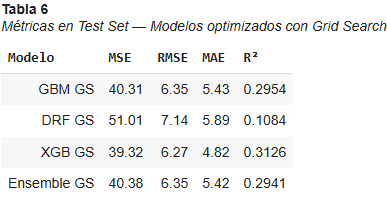 Tabla 6
Métricas en Test Set — Modelos optimizados con Grid Search
Modelo MSE RMSE MAE R²
GBM GS 40.31 6.35 5.43 0.2954
DRF GS 51.01 7.14 5.89 0.1084
XGB GS 39.32 6.27 4.82 0.3126
Ensemble GS 40.38 6.35 5.42 0.2941